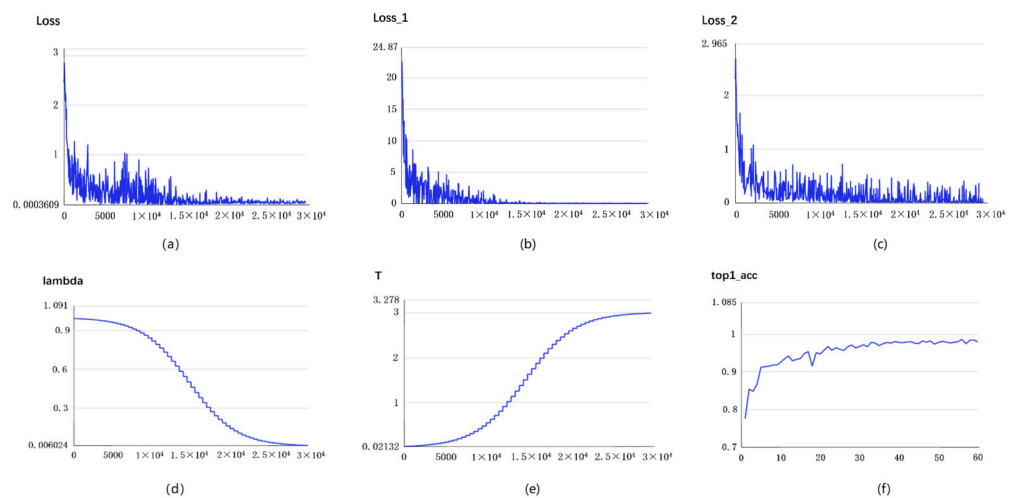 Loss
3
2
1
0.0003609
0 5000 1×10⁴ 1.5×10⁴ 2×10⁴ 2.5×10⁴ 3×10⁴
(a)
Loss_1
24.87
20
15
10
5
0
0 5000 1×10⁴ 1.5×10⁴ 2×10⁴ 2.5×10⁴ 3×10⁴
(b)
Loss_2
2.965
2
1
0
0 5000 1×10⁴ 1.5×10⁴ 2×10⁴ 2.5×10⁴ 3×10⁴
(c)
lambda
1.091
0.9
0.6
0.3
0.006024
0 5000 1×10⁴ 1.5×10⁴ 2×10⁴ 2.5×10⁴ 3×10⁴
(d)
T
3.278
3
2
1
0.02132
0 5000 1×10⁴ 1.5×10⁴ 2×10⁴ 2.5×10⁴ 3×10⁴
(e)
top1_acc
1.085
1
0.9
0.8
0.7
0 10 20 30 40 50 60
(f)